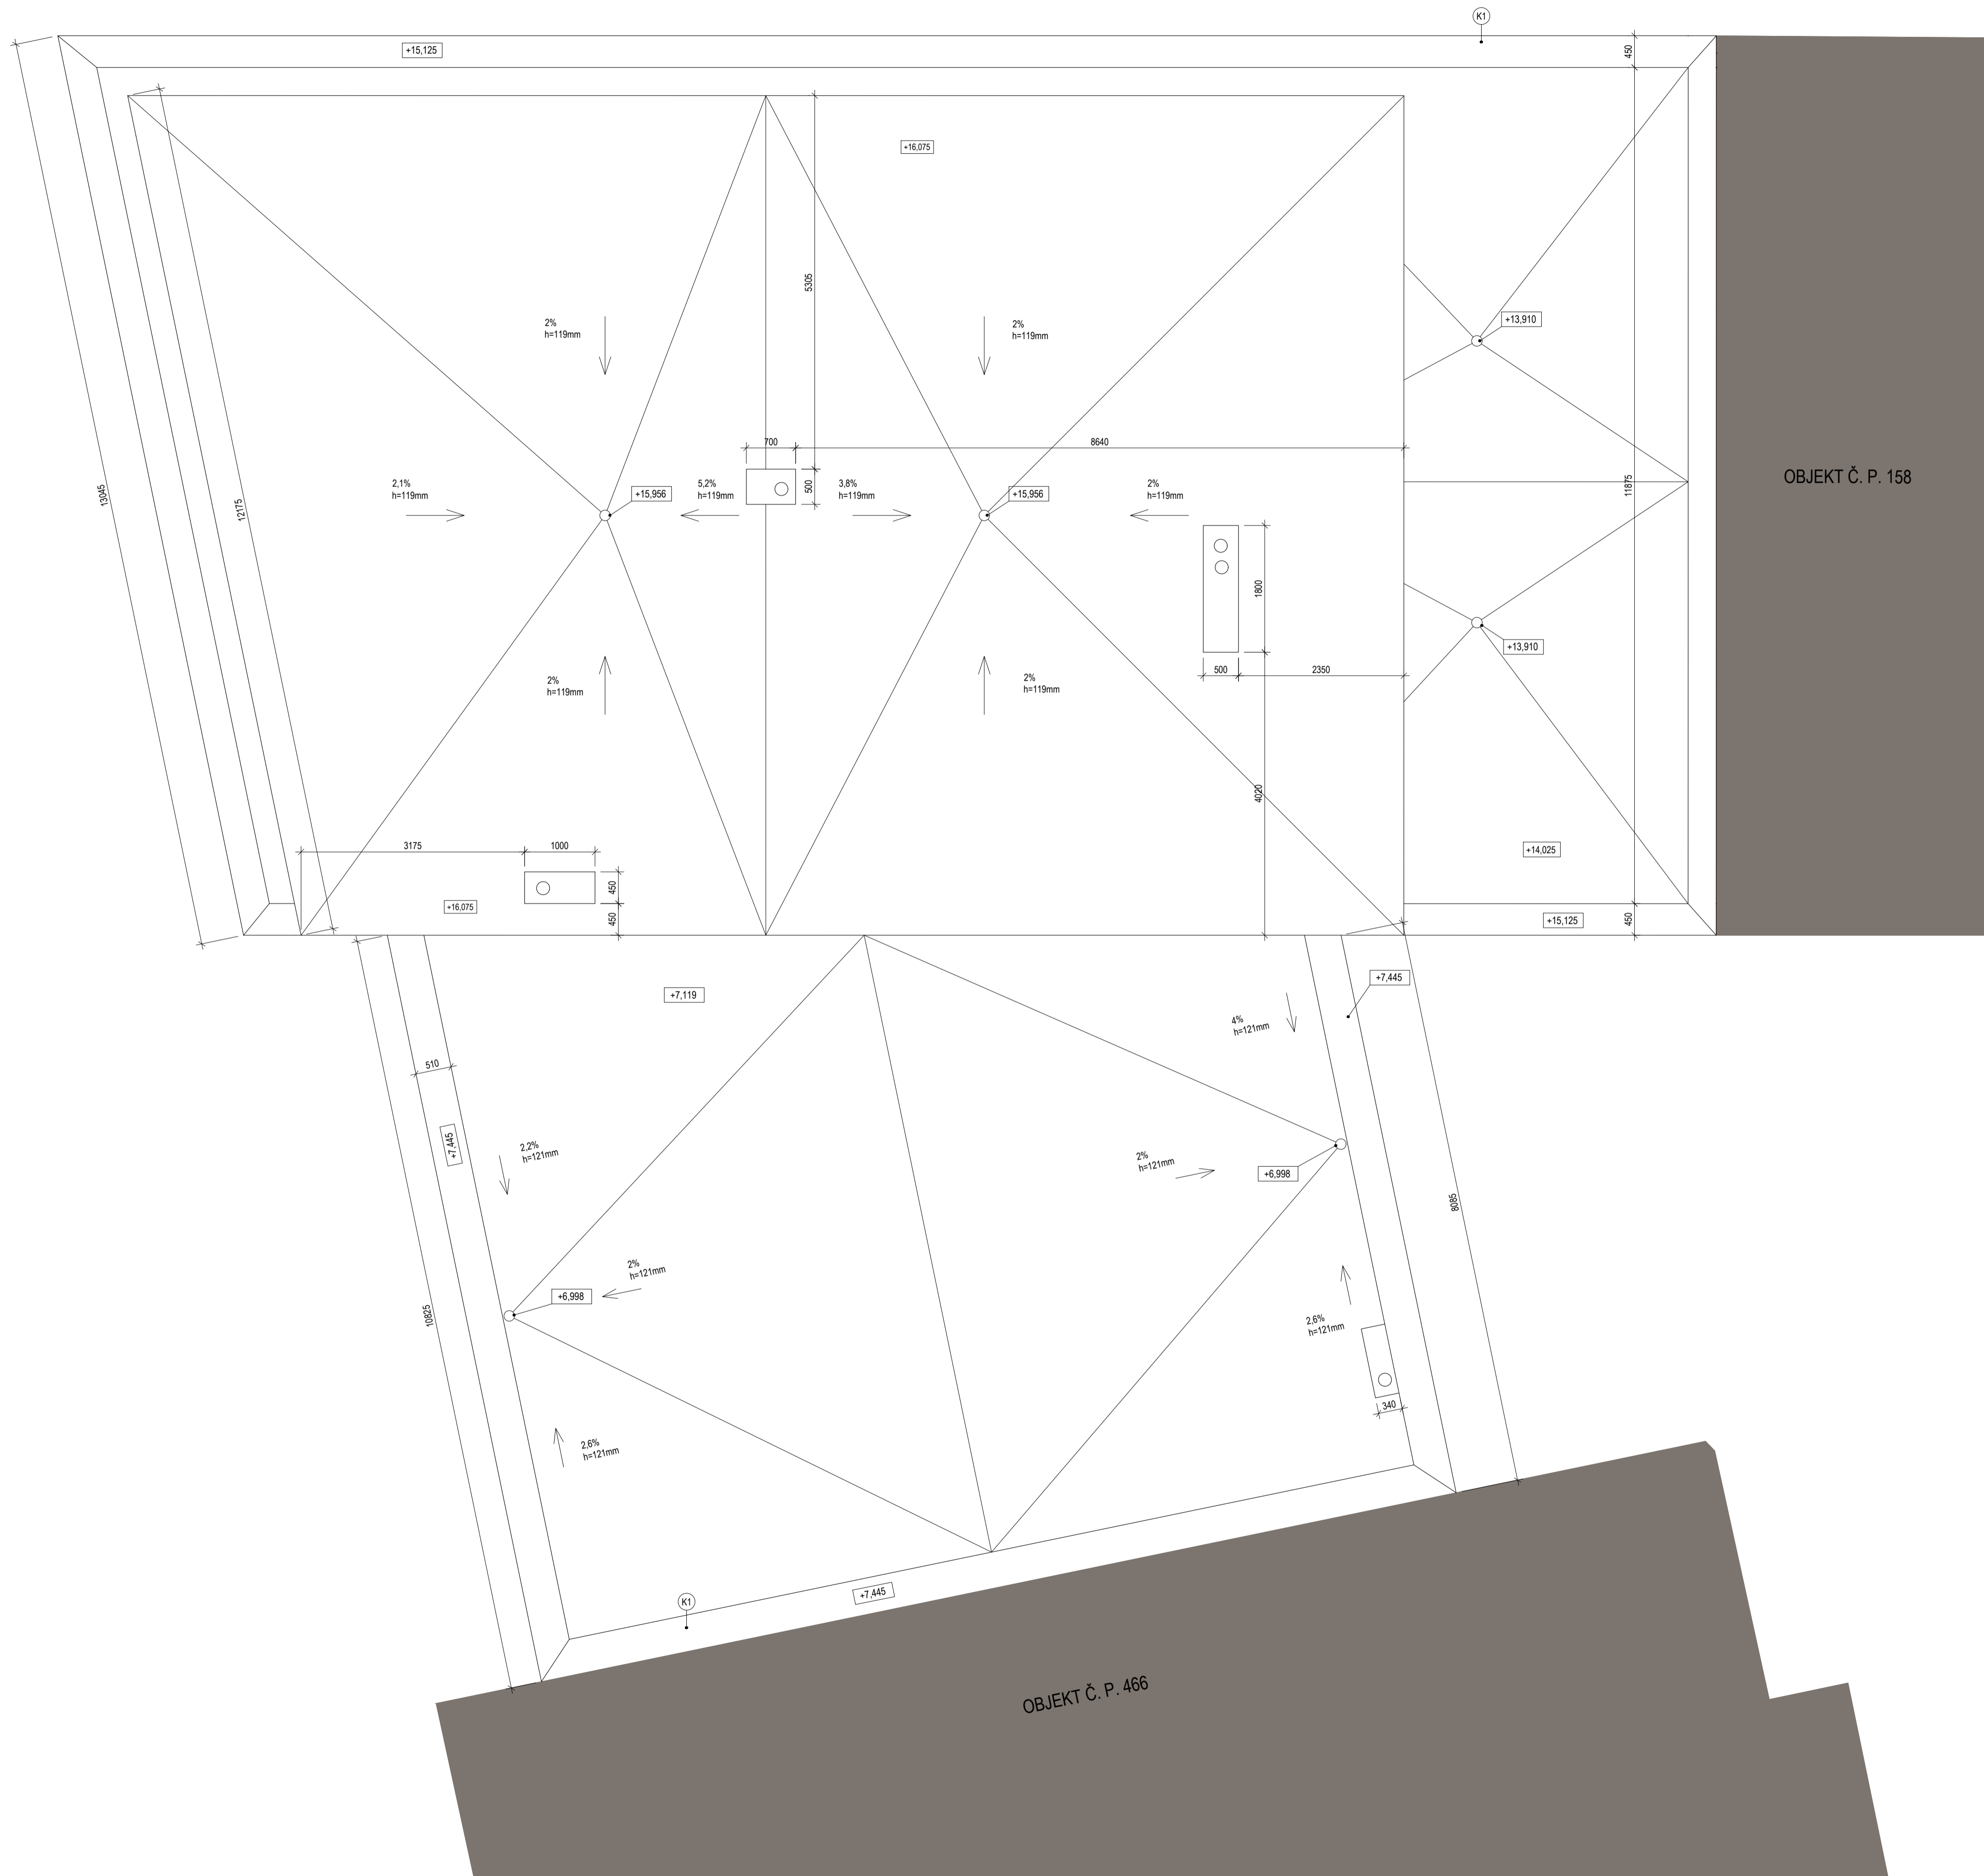 K1
+15,125
450
+16,075
5305
2%
h=119mm
2%
h=119mm
+13,910
13045
12175
700
8640
OBJEKT Č. P. 158
2,1%
h=119mm
+15,956
5,2%
h=119mm
500
3,8%
h=119mm
+15,956
2%
h=119mm
11875
1800
+13,910
2%
h=119mm
2%
h=119mm
500
2350
4020
3175
1000
450
+14,025
+16,075
450
+15,125
450
+7,119
+7,445
4%
h=121mm
510
+7,445
2,2%
h=121mm
2%
h=121mm
+6,998
8085
2%
h=121mm
+6,998
10825
2,6%
h=121mm
340
2,6%
h=121mm
+7,445
K1
OBJEKT Č. P. 466